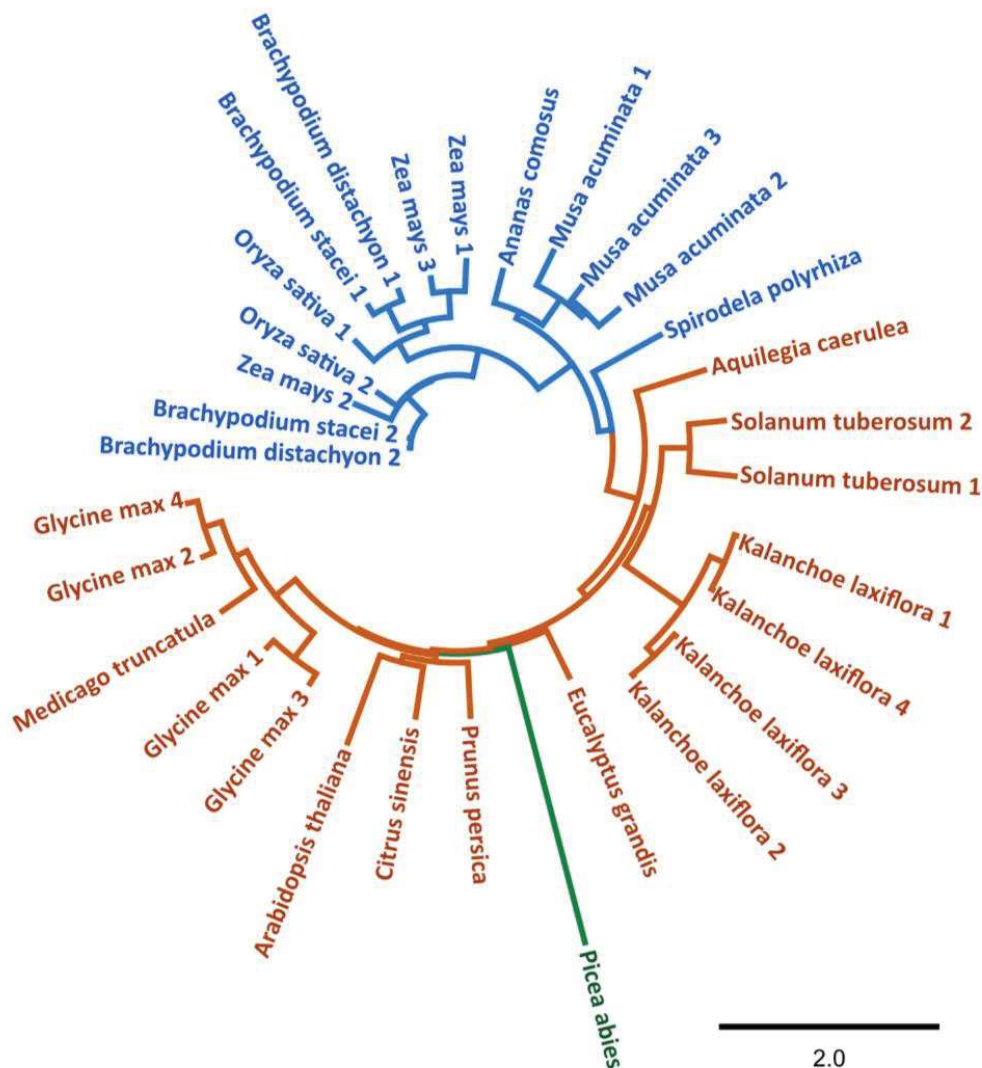 Brachypodium distachyon 1
Brachypodium stacei 1
Zea mays 3
Zea mays 1
Ananas comosus
Musa acuminata 1
Musa acuminata 3
Musa acuminata 2
Spirodela polyrhiza
Aquilegia caerulea
Solanum tuberosum 2
Solanum tuberosum 1
Oryza sativa 1
Oryza sativa 2
Zea mays 2
Brachypodium stacei 2
Brachypodium distachyon 2
Glycine max 4
Glycine max 2
Medicago truncatula
Glycine max 1
Glycine max 3
Arabidopsis thaliana
Citrus sinensis
Prunus persica
Eucalyptus grandis
Kalanchoe laxiflora 1
Kalanchoe laxiflora 4
Kalanchoe laxiflora 3
Kalanchoe laxiflora 2
Picea abies
2.0